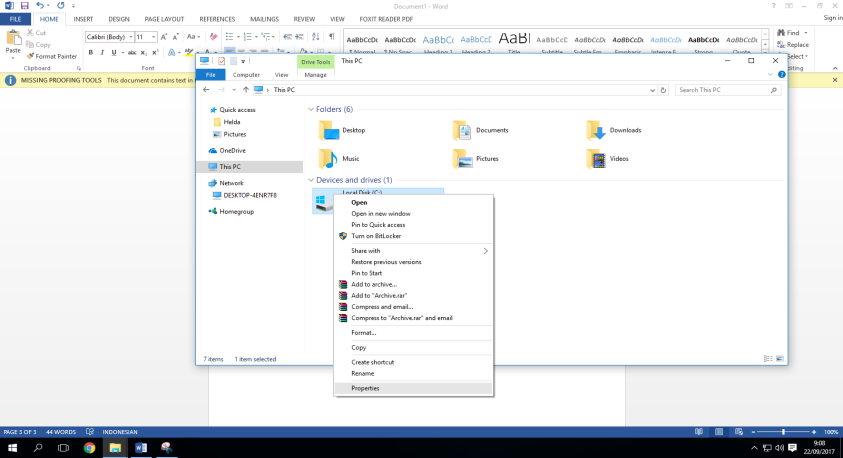 Document1 - Word
Sign in
FILE HOME INSERT DESIGN PAGE LAYOUT REFERENCES MAILINGS REVIEW VIEW FOXIT READER PDF
Paste
Cut
Copy
Format Painter
Clipboard
Calibri (Body) 11
Font
AaBbCcDc AaBbCcDc AaBbC( AaBbCcC AaBl AaBbCcC AaBbCcDc AaBbCcDc AaBbCcDc AaBbCcDc AaBbCcDc
Find
Replace
MISSING PROOFING TOOLS This document contains text in
Drive Tools This PC
File Computer View Manage
This PC
Search This PC
Quick access
Helda
Pictures
OneDrive
This PC
Network
DESKTOP-4ENR7F8
Homegroup
Folders (6)
Desktop Documents Downloads
Music Pictures Videos
Devices and drives (1)
Local Disk (C:)
Open
Open in new window
Pin to Quick access
Turn on BitLocker
Share with
Restore previous versions
Pin to Start
Add to archive...
Add to "Archive.rar"
Compress and email...
Compress to "Archive.rar" and email
Format...
Copy
Create shortcut
Rename
Properties
7 items 1 item selected
PAGE 3 OF 3 44 WORDS INDONESIAN
100%
9:08
22/09/2017